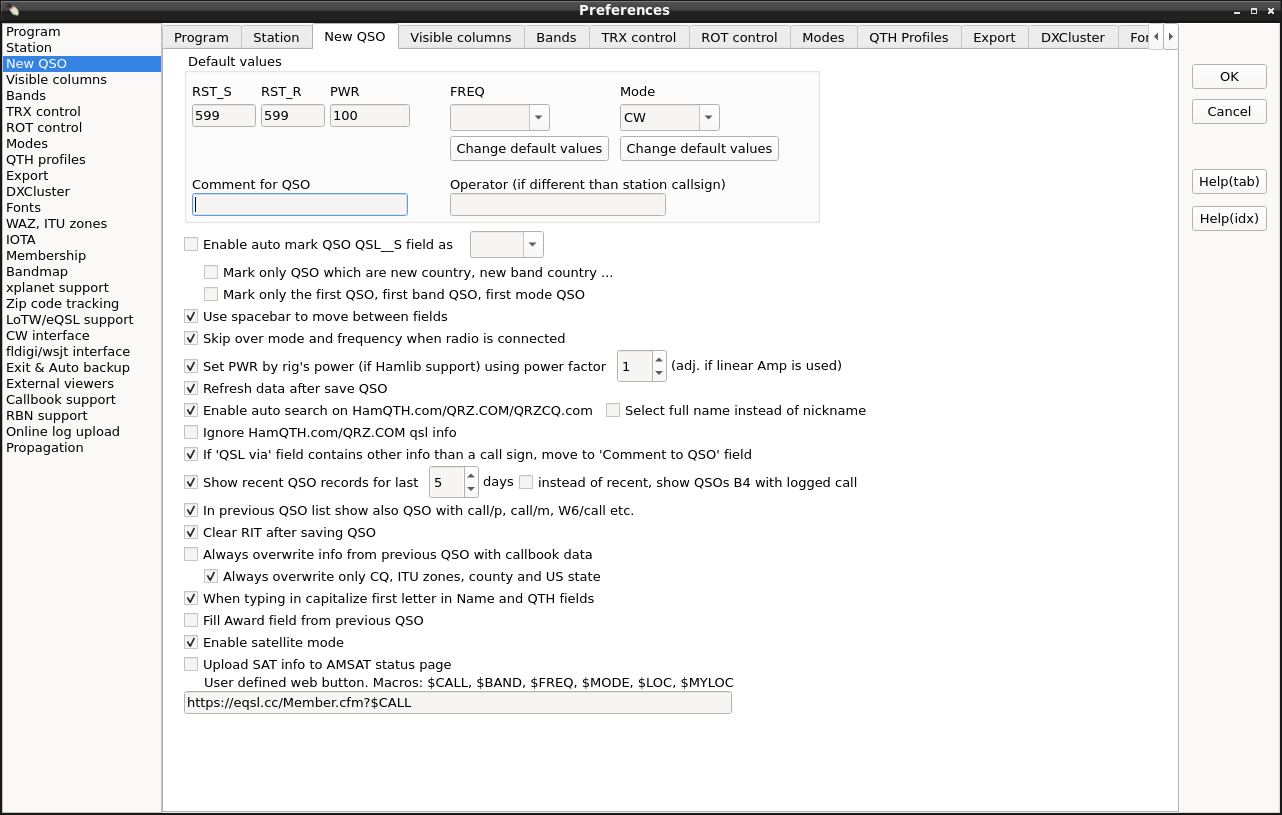 Preferences
Program
Station
New QSO
Visible columns
Bands
TRX control
ROT control
Modes
QTH profiles
Export
DXCluster
Fonts
WAZ, ITU zones
IOTA
Membership
Bandmap
xplanet support
Zip code tracking
LoTW/eQSL support
CW interface
fldigi/wsjt interface
Exit & Auto backup
External viewers
Callbook support
RBN support
Online log upload
Propagation
Program Station New QSO Visible columns Bands TRX control ROT control Modes QTH Profiles Export DXCluster For
Default values
RST_S RST_R PWR FREQ Mode
599 599 100 CW
Change default values Change default values
Comment for QSO Operator (if different than station callsign)
Enable auto mark QSO QSL__S field as
Mark only QSO which are new country, new band country ...
Mark only the first QSO, first band QSO, first mode QSO
Use spacebar to move between fields
Skip over mode and frequency when radio is connected
Set PWR by rig's power (if Hamlib support) using power factor 1 (adj. if linear Amp is used)
Refresh data after save QSO
Enable auto search on HamQTH.com/QRZ.COM/QRZCQ.com Select full name instead of nickname
Ignore HamQTH.com/QRZ.COM qsl info
If 'QSL via' field contains other info than a call sign, move to 'Comment to QSO' field
Show recent QSO records for last 5 days instead of recent, show QSOs B4 with logged call
In previous QSO list show also QSO with call/p, call/m, W6/call etc.
Clear RIT after saving QSO
Always overwrite info from previous QSO with callbook data
Always overwrite only CQ, ITU zones, county and US state
When typing in capitalize first letter in Name and QTH fields
Fill Award field from previous QSO
Enable satellite mode
Upload SAT info to AMSAT status page
User defined web button. Macros: $CALL, $BAND, $FREQ, $MODE, $LOC, $MYLOC
https://eqsl.cc/Member.cfm?$CALL
OK
Cancel
Help(tab)
Help(idx)